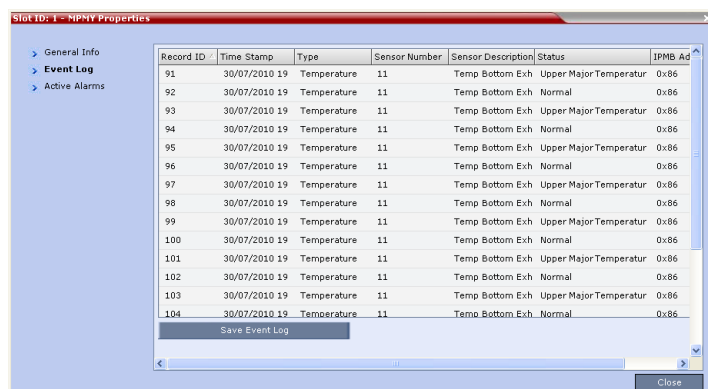 Slot ID: 1 - MPMY Properties
General Info
Event Log
Active Alarms
Record ID Time Stamp Type Sensor Number Sensor Description Status IPMB Ad
91 30/07/2010 19 Temperature 11 Temp Bottom Exh Upper Major Temperatur 0x86
92 30/07/2010 19 Temperature 11 Temp Bottom Exh Normal 0x86
93 30/07/2010 19 Temperature 11 Temp Bottom Exh Upper Major Temperatur 0x86
94 30/07/2010 19 Temperature 11 Temp Bottom Exh Normal 0x86
95 30/07/2010 19 Temperature 11 Temp Bottom Exh Upper Major Temperatur 0x86
96 30/07/2010 19 Temperature 11 Temp Bottom Exh Normal 0x86
97 30/07/2010 19 Temperature 11 Temp Bottom Exh Upper Major Temperatur 0x86
98 30/07/2010 19 Temperature 11 Temp Bottom Exh Normal 0x86
99 30/07/2010 19 Temperature 11 Temp Bottom Exh Upper Major Temperatur 0x86
100 30/07/2010 19 Temperature 11 Temp Bottom Exh Normal 0x86
101 30/07/2010 19 Temperature 11 Temp Bottom Exh Upper Major Temperatur 0x86
102 30/07/2010 19 Temperature 11 Temp Bottom Exh Normal 0x86
103 30/07/2010 19 Temperature 11 Temp Bottom Exh Upper Major Temperatur 0x86
104 30/07/2010 19 Temperature 11 Temp Bottom Exh Normal 0x86
Save Event Log
Close